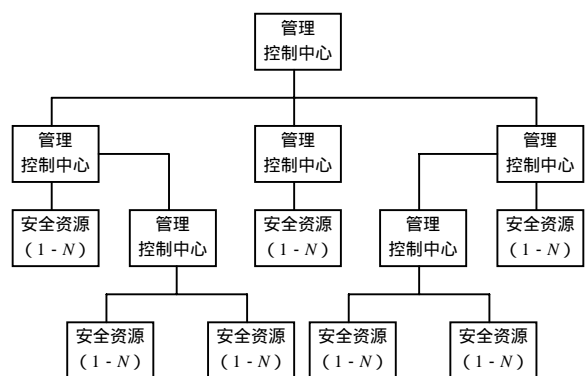 管理
控制中心
管理
控制中心
管理
控制中心
管理
控制中心
安全资源
（1 - N）
管理
控制中心
安全资源
（1 - N）
管理
控制中心
安全资源
（1 - N）
安全资源
（1 - N）
安全资源
（1 - N）
安全资源
（1 - N）
安全资源
（1 - N）